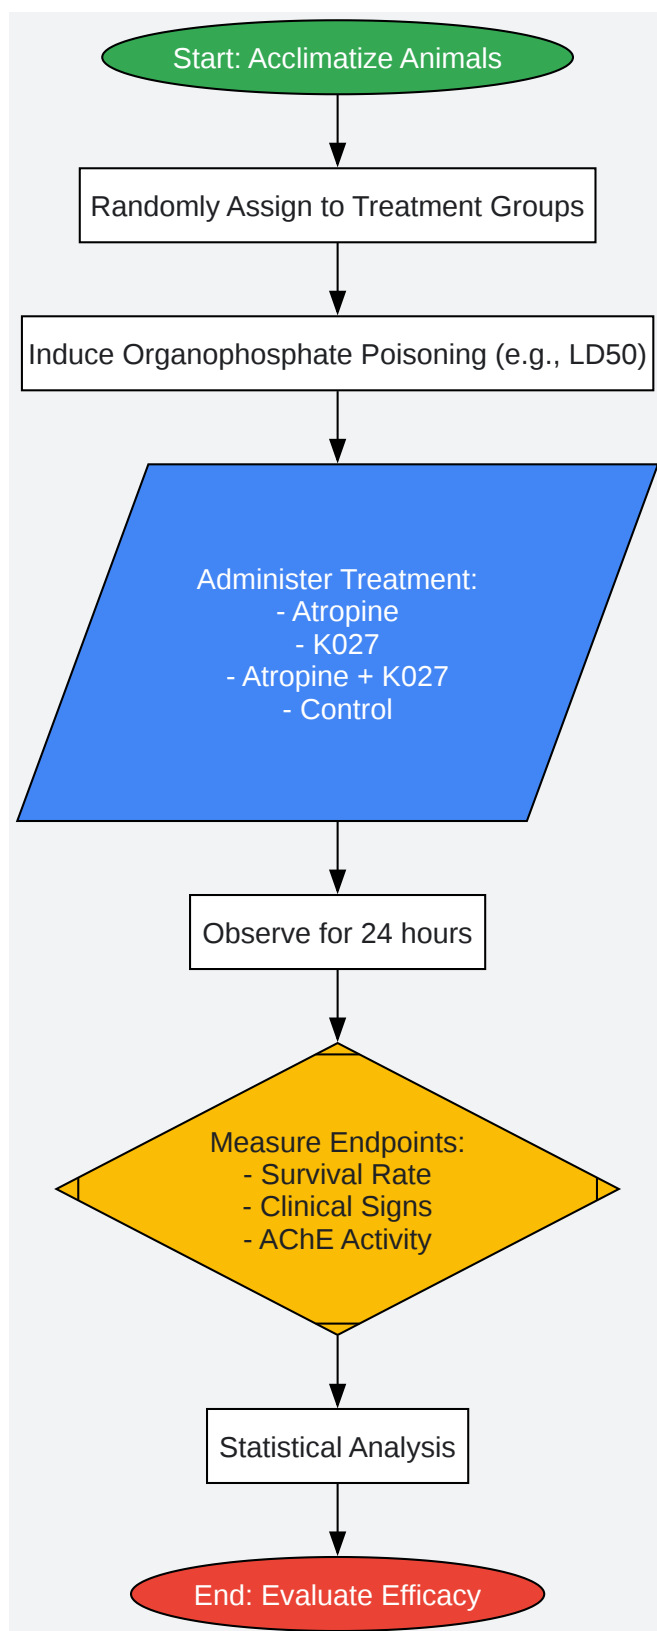 Start: Acclimatize Animals
Randomly Assign to Treatment Groups
Induce Organophosphate Poisoning (e.g., LD50)
Administer Treatment:
- Atropine
- K027
- Atropine + K027
- Control
Observe for 24 hours
Measure Endpoints:
- Survival Rate
- Clinical Signs
- AChE Activity
Statistical Analysis
End: Evaluate Efficacy